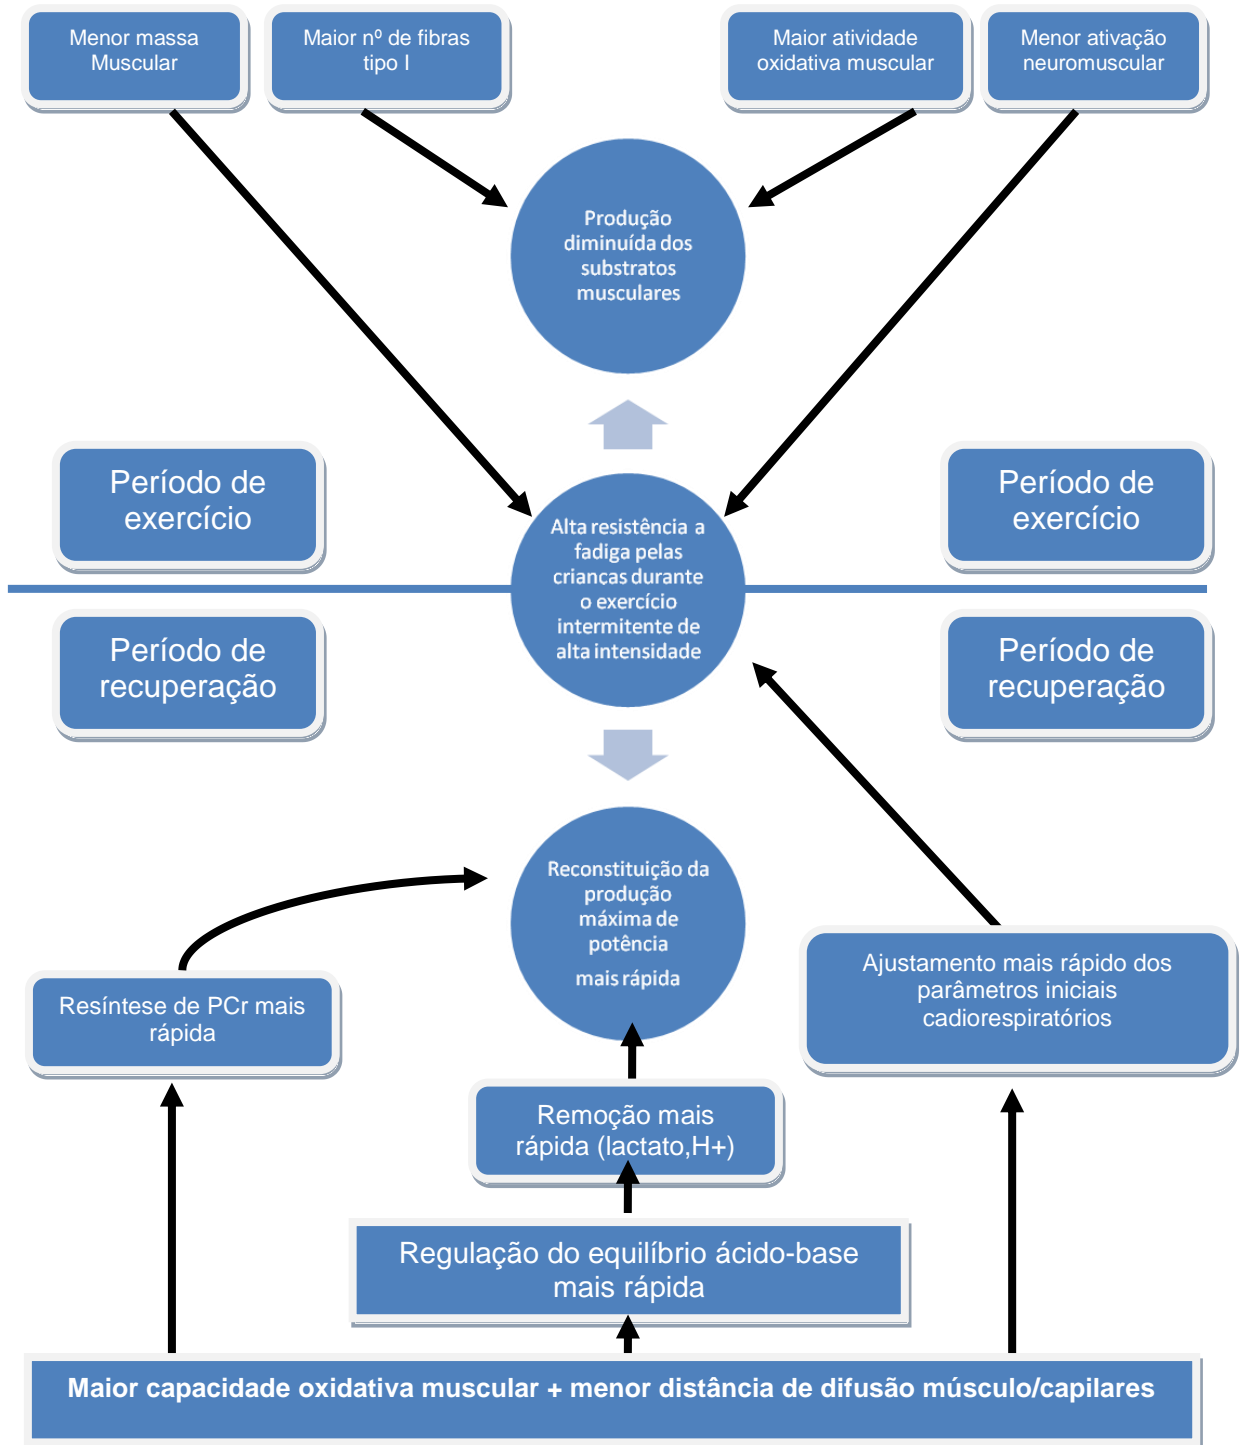 Menor massa
Muscular
Maior nº de fibras
tipo I
Maior atividade
oxidativa muscular
Menor ativação
neuromuscular
Produção
diminuída dos
substratos
musculares
Período de
exercício
Período de
exercício
Alta resistência a
fadiga pelas
crianças durante
o exercício
intermitente de
alta intensidade
Período de
recuperação
Período de
recuperação
Reconstituição da
produção
máxima de
potência
mais rápida
Resíntese de PCr mais
rápida
Ajustamento mais rápido dos
parâmetros iniciais
cadiorespiratórios
Remoção mais
rápida (lactato,H+)
Regulação do equilíbrio ácido-base
mais rápida
Maior capacidade oxidativa muscular + menor distância de difusão músculo/capilares